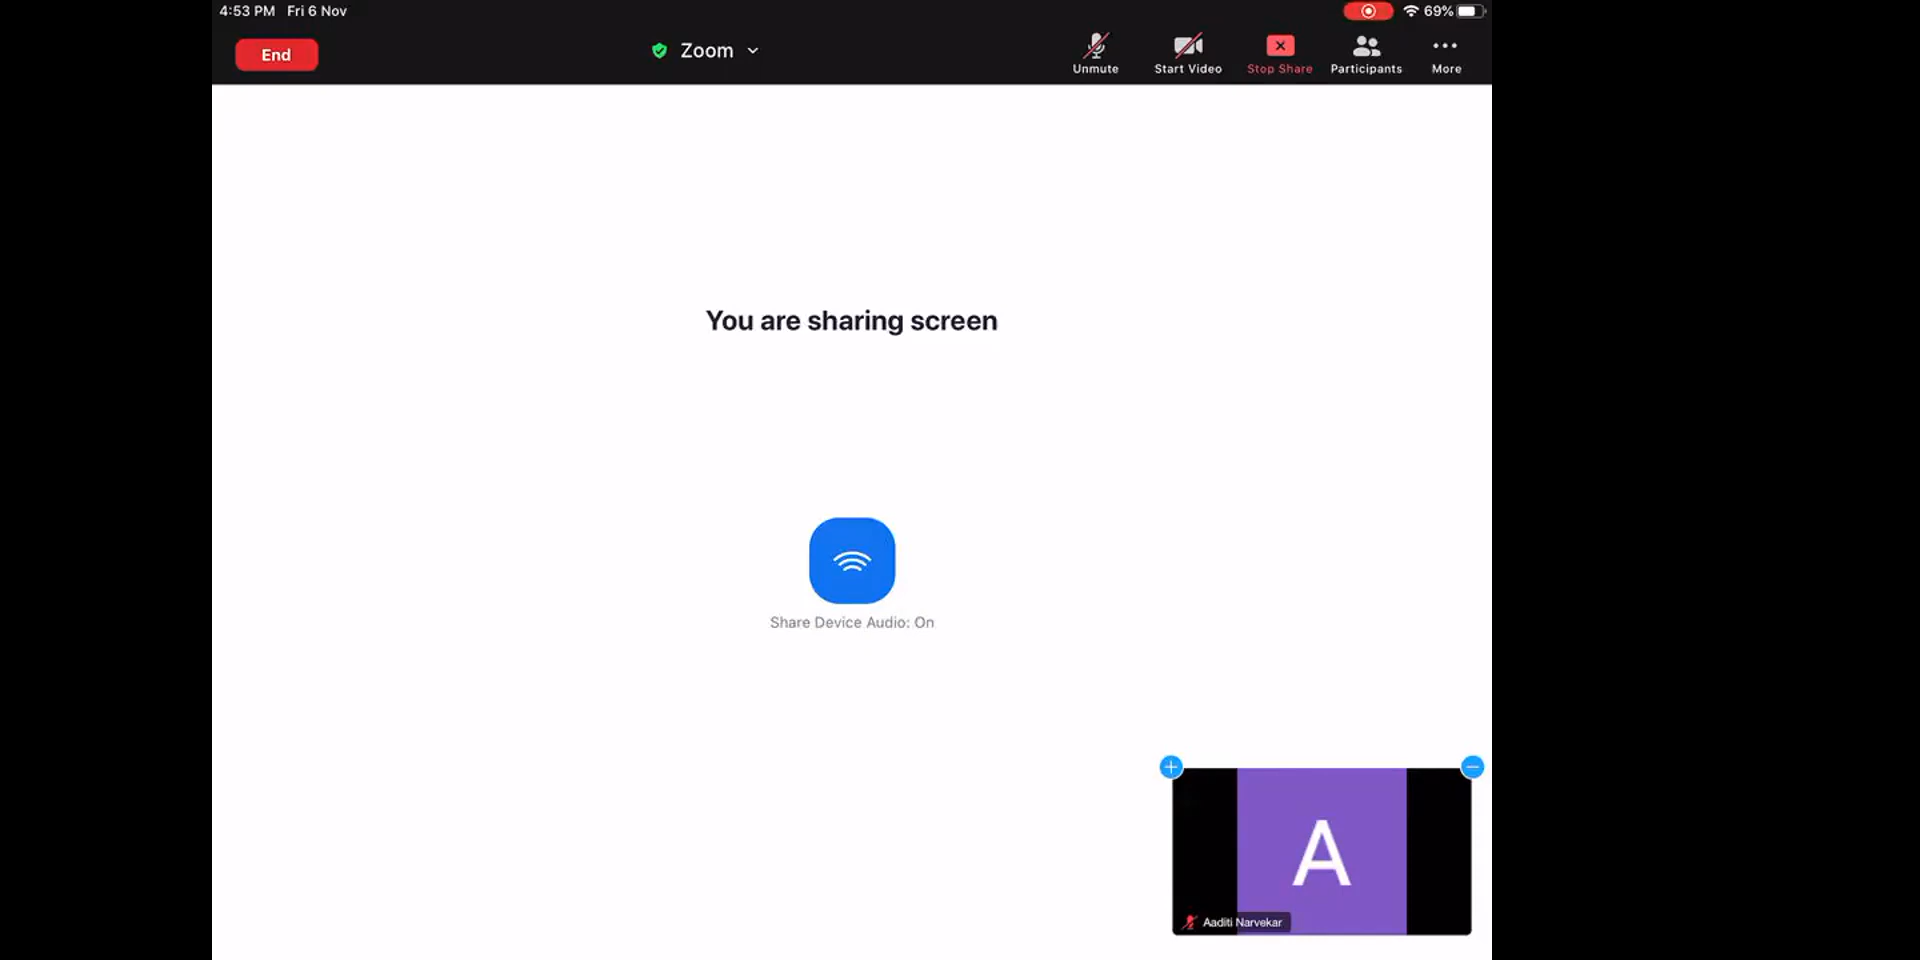 4:53 PM Fri 6 Nov
69%
End
Zoom
Unmute
Start Video
Stop Share
Participants
More
You are sharing screen
Share Device Audio: On
A
Aaditi Narvekar